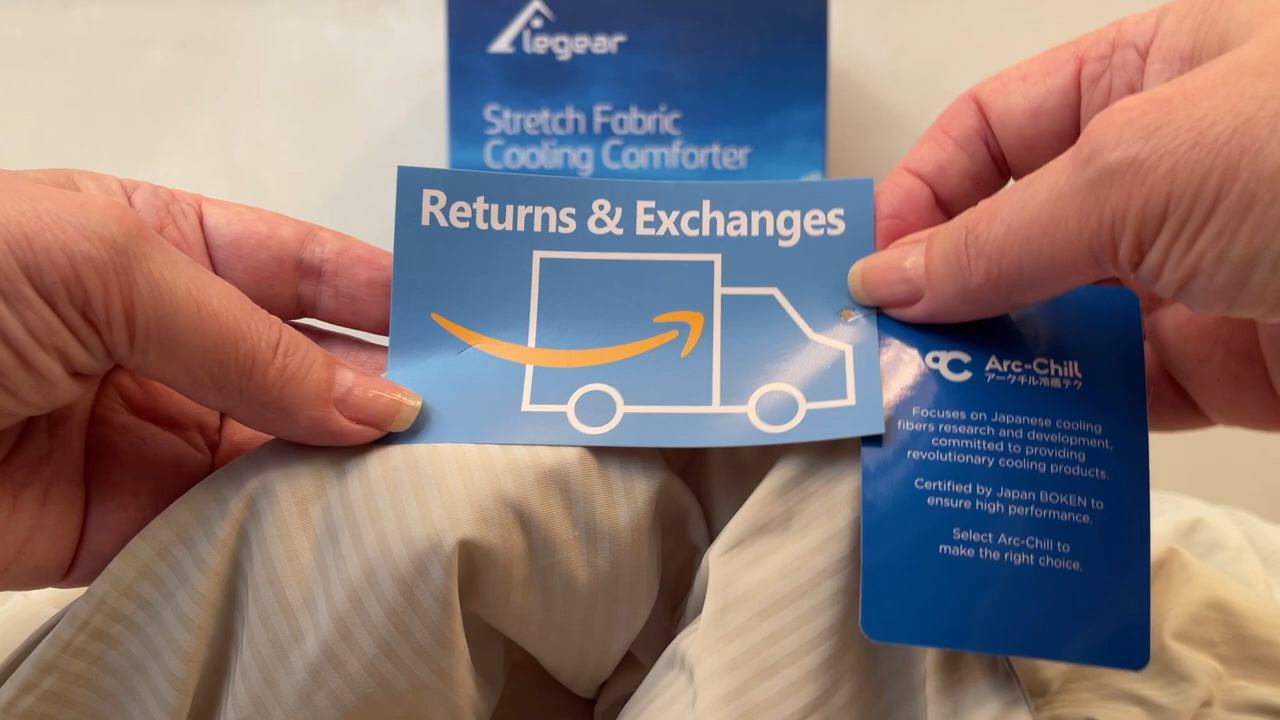 Alegear
Stretch Fabric
Cooling Comforter
Returns & Exchanges
°C Arc-Chill
アークチル冷感テク
Focuses on Japanese cooling
fibers research and development,
committed to providing
revolutionary cooling products.
Certified by Japan BOKEN to
ensure high performance.
Select Arc-Chill to
make the right choice.